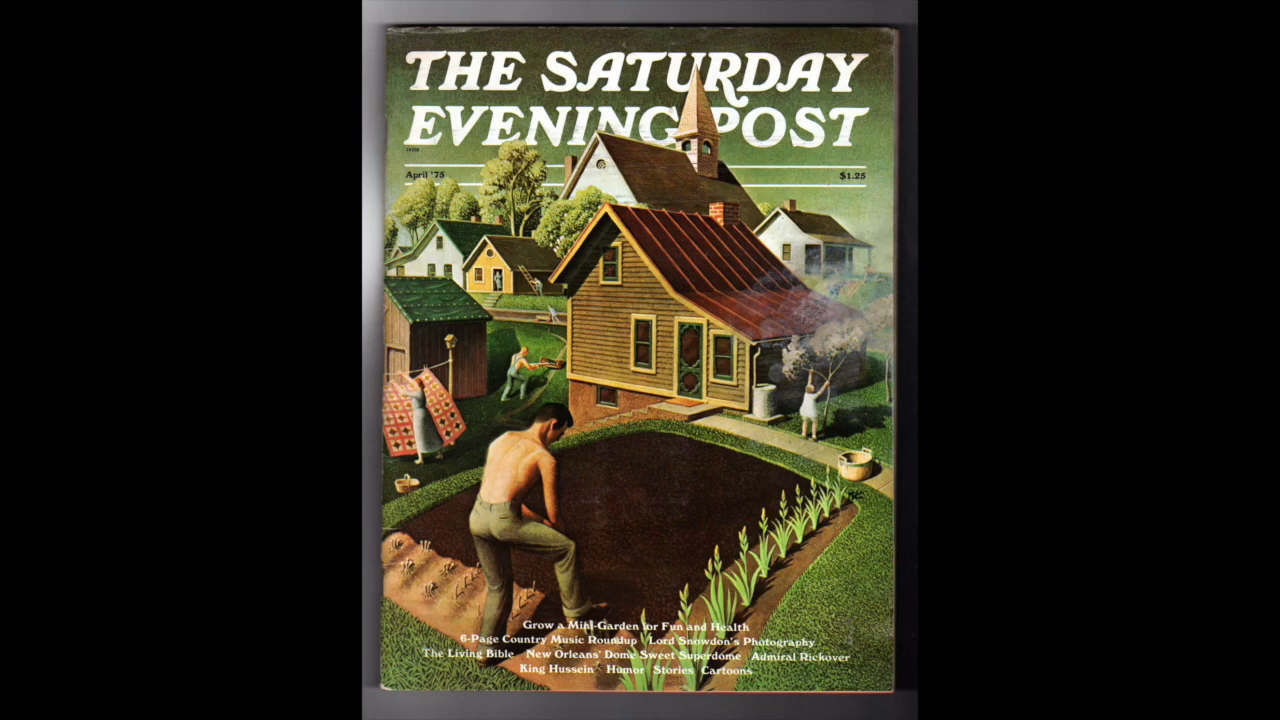 THE SATURDAY
EVENING POST
April '75
$1.25
Grow a Mini-Garden for Fun and Health
6-Page Country Music Roundup Lord Snowdon's Photography
The Living Bible New Orleans' Dome Sweet Superdome Admiral Rickover
King Hussein Humor Stories Cartoons